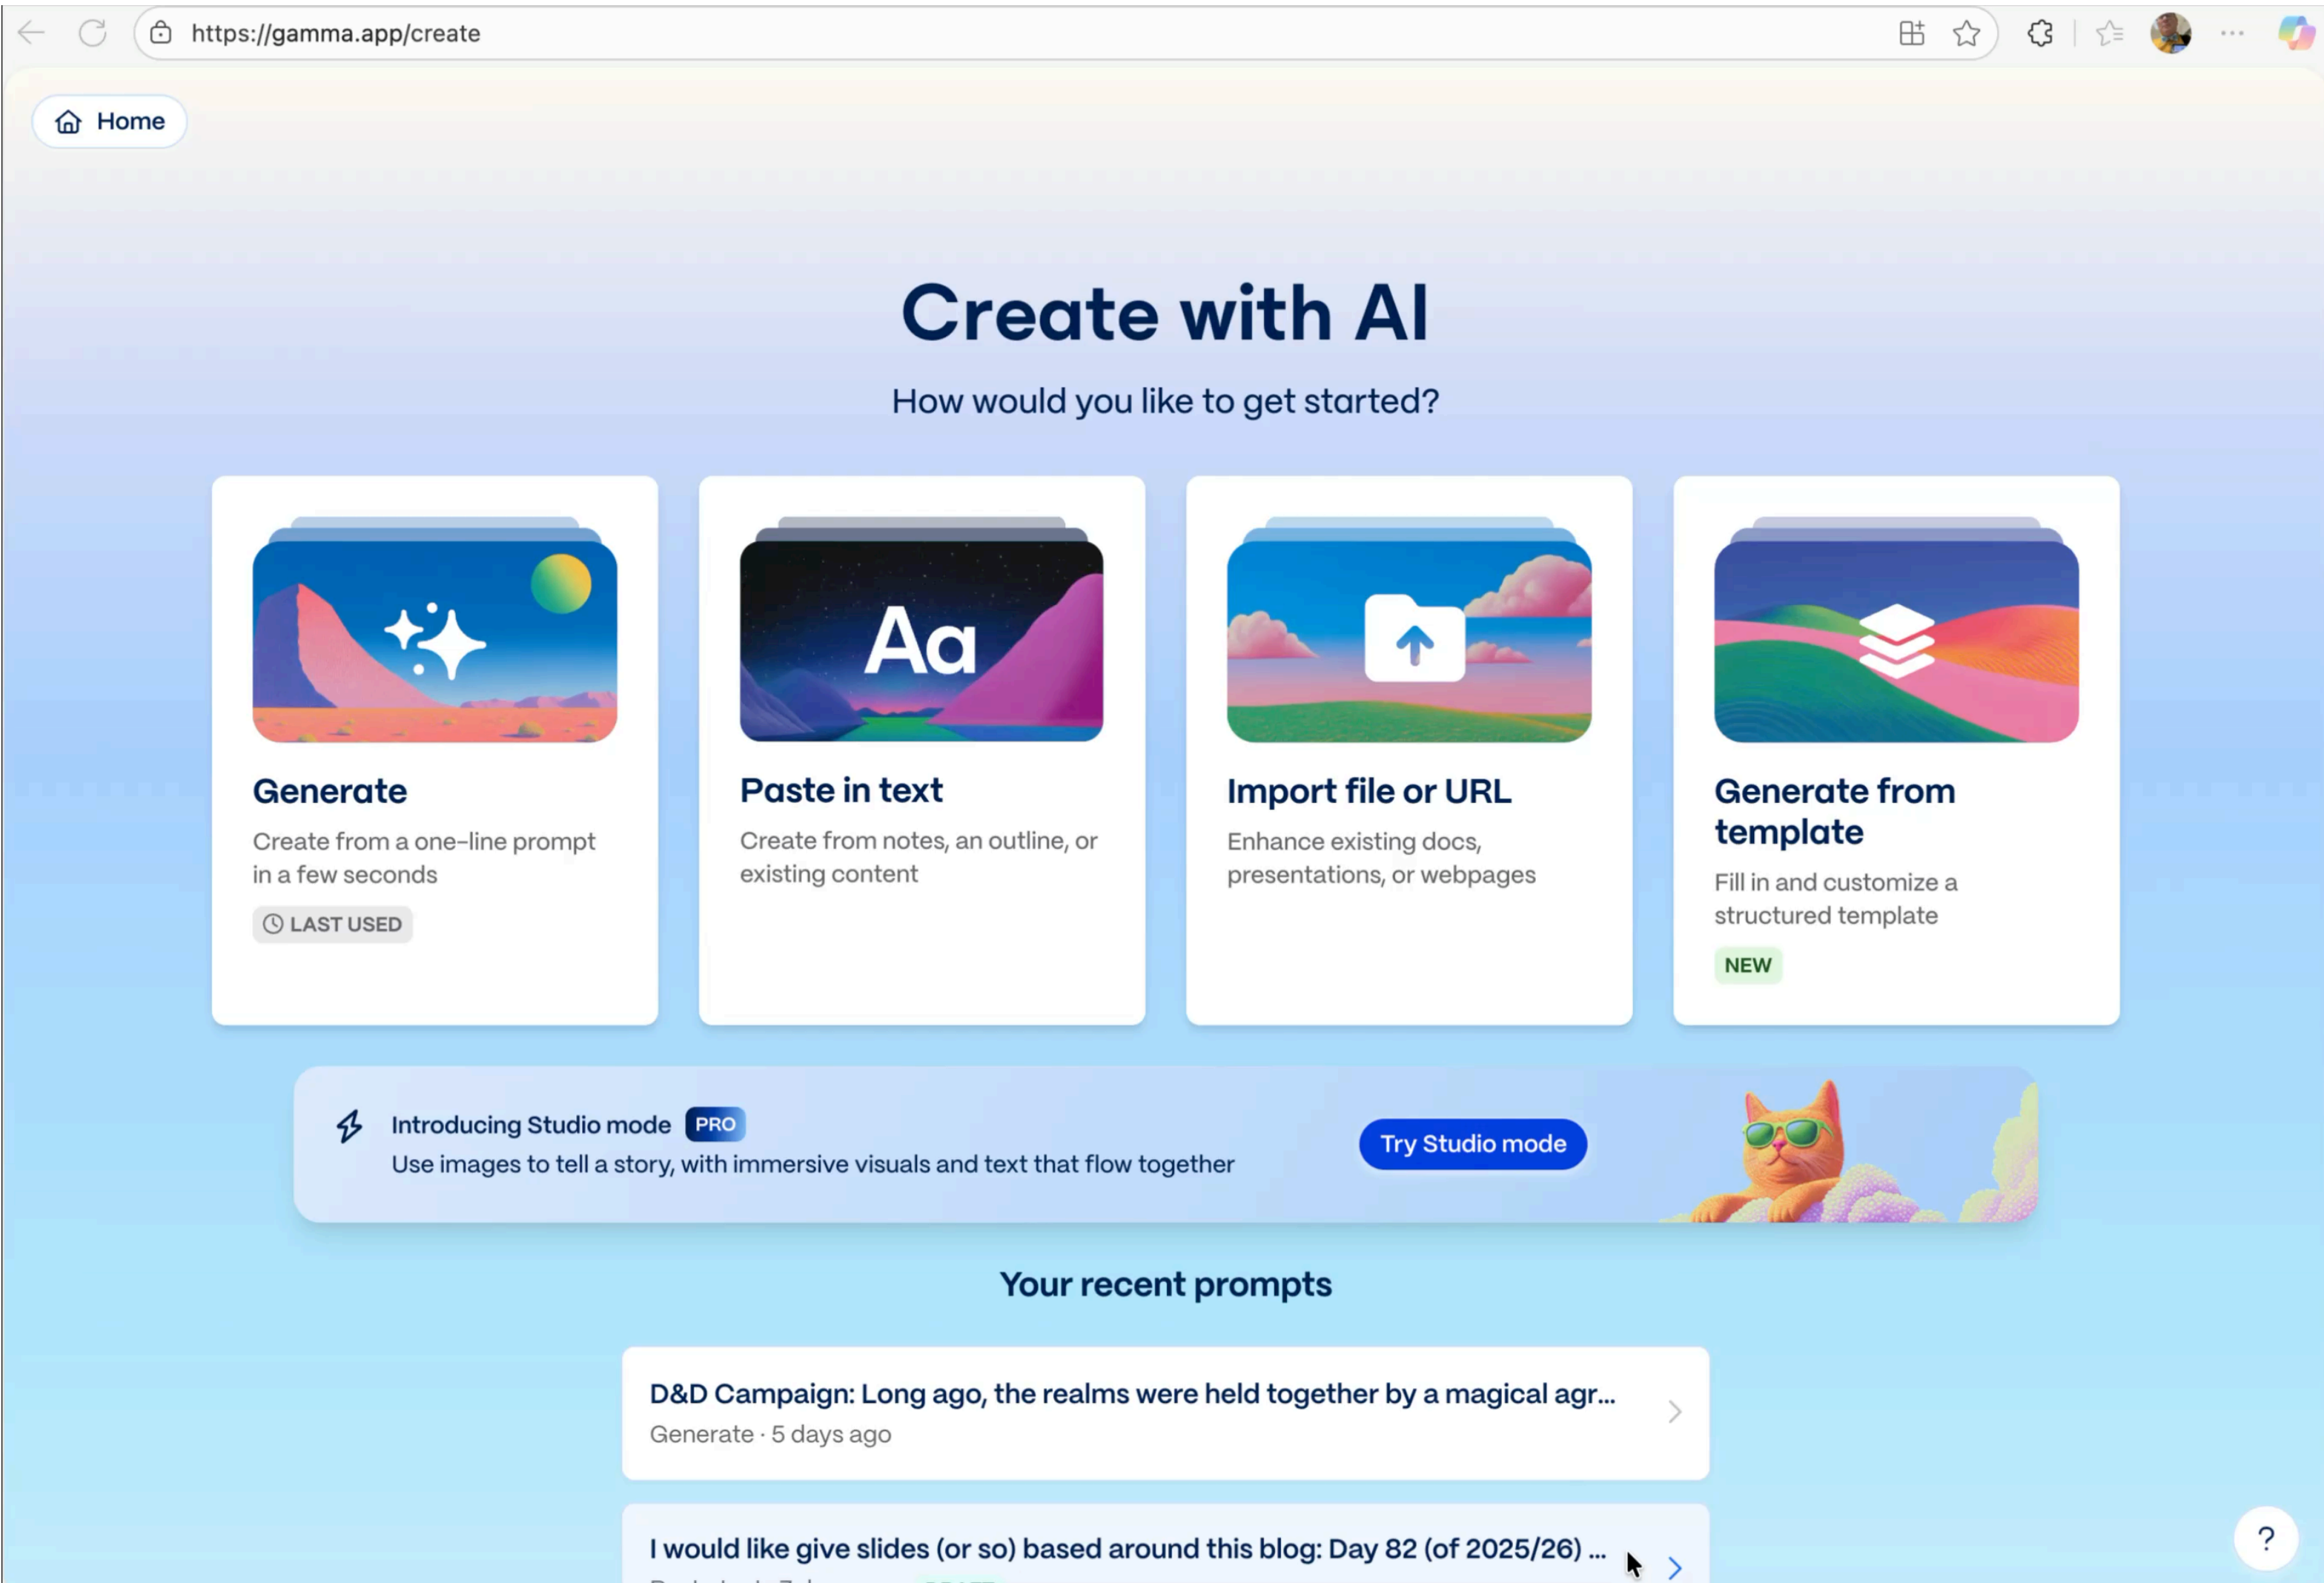 https://gamma.app/create
Home
Create with AI
How would you like to get started?
Aa
Generate
Create from a one-line prompt
in a few seconds
LAST USED
Paste in text
Create from notes, an outline, or
existing content
Import file or URL
Enhance existing docs,
presentations, or webpages
Generate from
template
Fill in and customize a
structured template
NEW
Introducing Studio mode PRO
Use images to tell a story, with immersive visuals and text that flow together
Try Studio mode
Your recent prompts
D&D Campaign: Long ago, the realms were held together by a magical agr...
Generate · 5 days ago
I would like give slides (or so) based around this blog: Day 82 (of 2025/26) ...
?